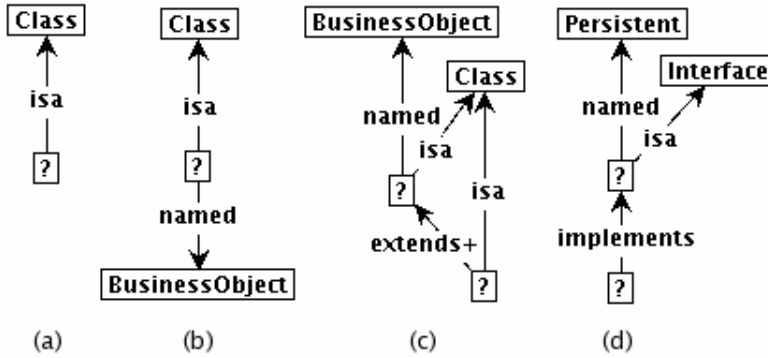 Class
isa
?
(a)
Class
isa
?
named
BusinessObject
(b)
BusinessObject
Class
named
isa
?
isa
extends+
?
(c)
Persistent
Interface
named
isa
?
implements
?
(d)